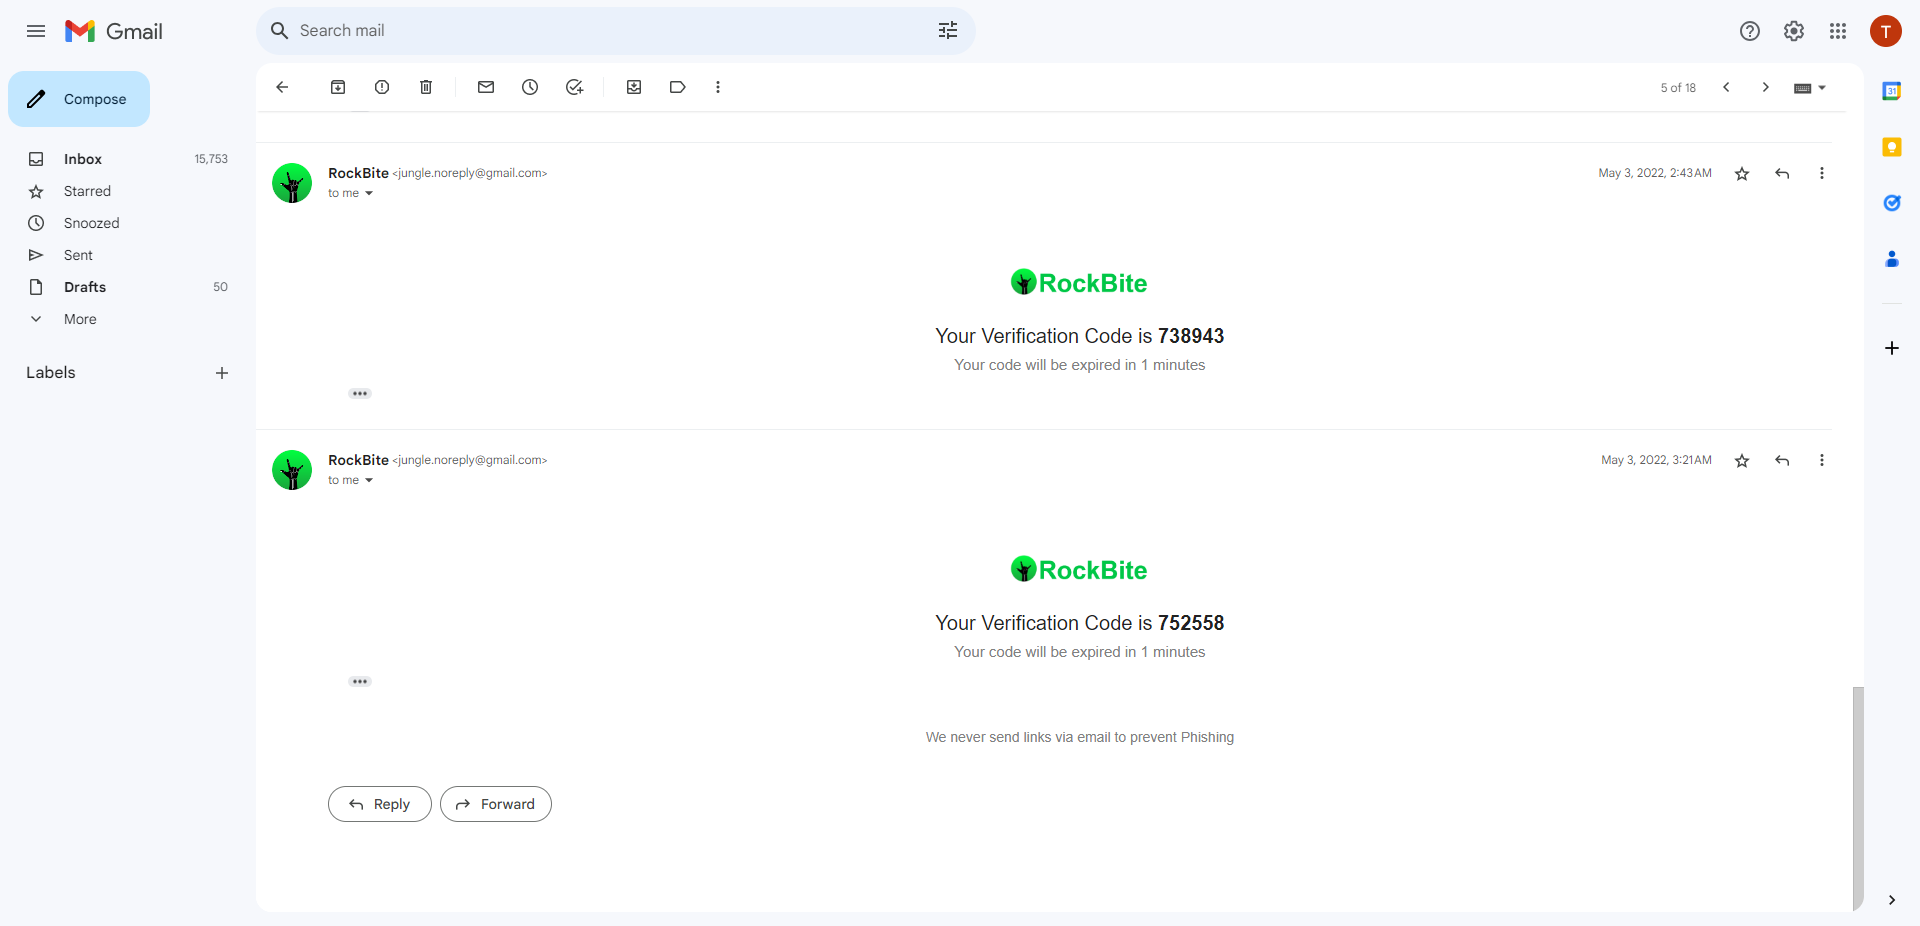 Gmail
Search mail
T
Compose
5 of 18
31
Inbox 15,753
Starred
Snoozed
Sent
Drafts 50
More
Labels
RockBite <jungle.noreply@gmail.com> May 3, 2022, 2:43 AM
to me
RockBite
Your Verification Code is 738943
Your code will be expired in 1 minutes
RockBite <jungle.noreply@gmail.com> May 3, 2022, 3:21 AM
to me
RockBite
Your Verification Code is 752558
Your code will be expired in 1 minutes
We never send links via email to prevent Phishing
Reply Forward